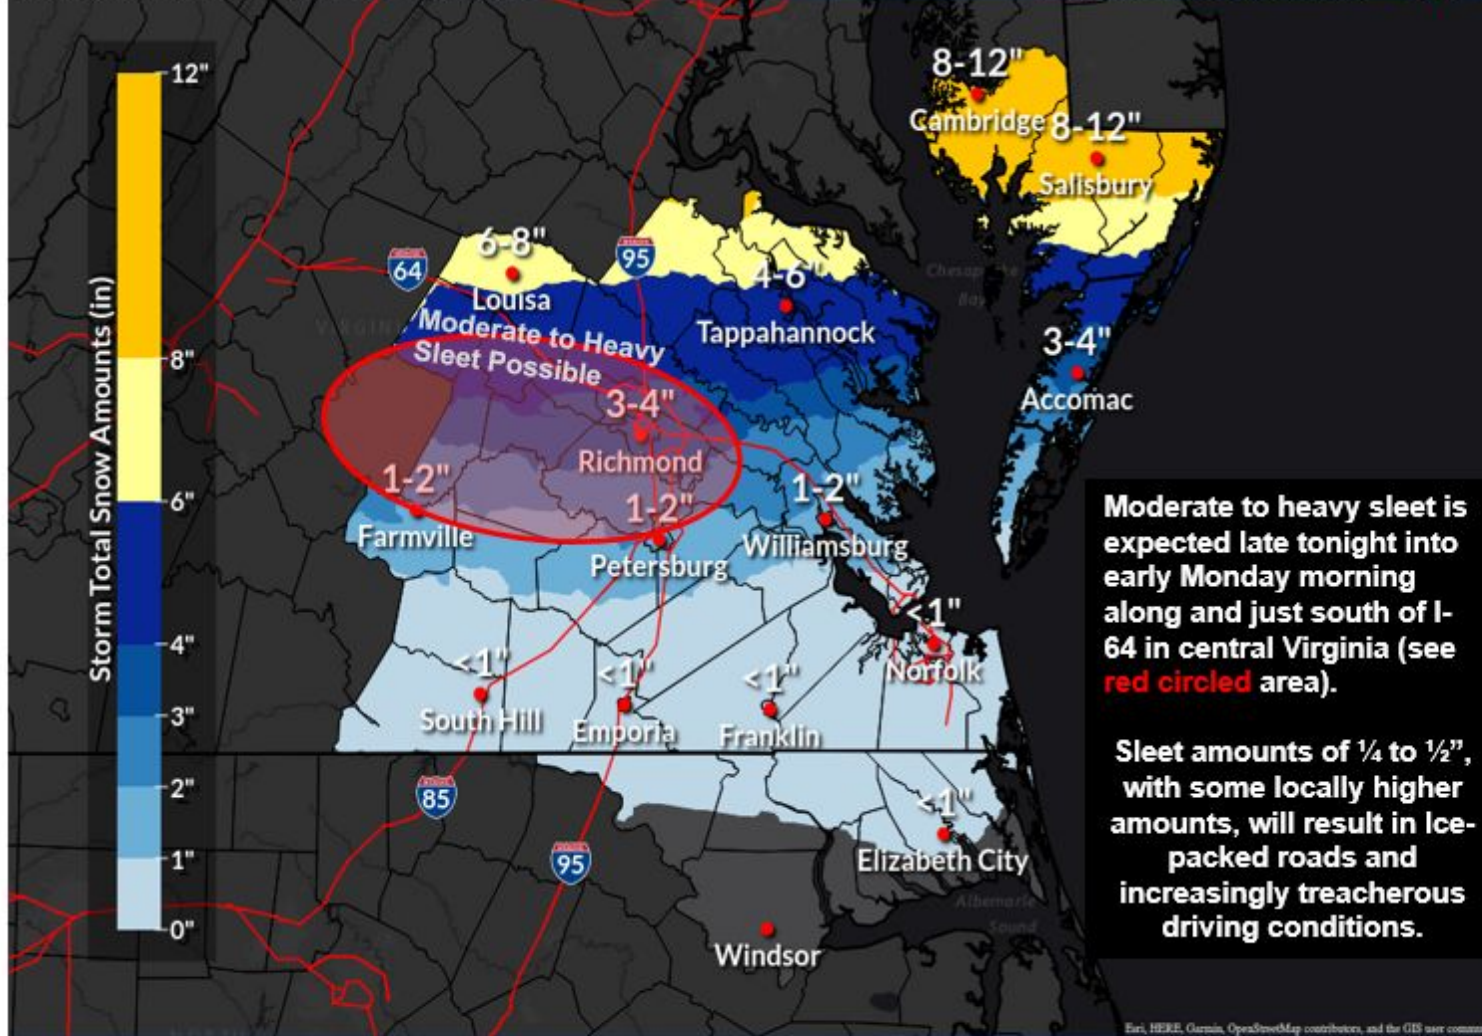 Storm Total Snow Amounts (in)
12"
8"
6"
4"
3"
2"
1"
0"
8-12"
Cambridge
8-12"
Salisbury
6-8"
Louisa
64
95
4-6"
Tappahannock
Chesapeake
Bay
VIRGINIA
Moderate to Heavy
Sleet Possible
3-4"
Richmond
3-4"
Accomac
1-2"
Farmville
1-2"
Petersburg
1-2"
Williamsburg
<1"
Norfolk
<1"
South Hill
<1"
Emporia
<1"
Franklin
85
95
<1"
Elizabeth City
Albemarle
Sound
Windsor
Moderate to heavy sleet is
expected late tonight into
early Monday morning
along and just south of I-
64 in central Virginia (see
red circled area).
Sleet amounts of ¼ to ½”,
with some locally higher
amounts, will result in Ice-
packed roads and
increasingly treacherous
driving conditions.
Esri, HERE, Garmin, OpenStreetMap contributors, and the GIS user